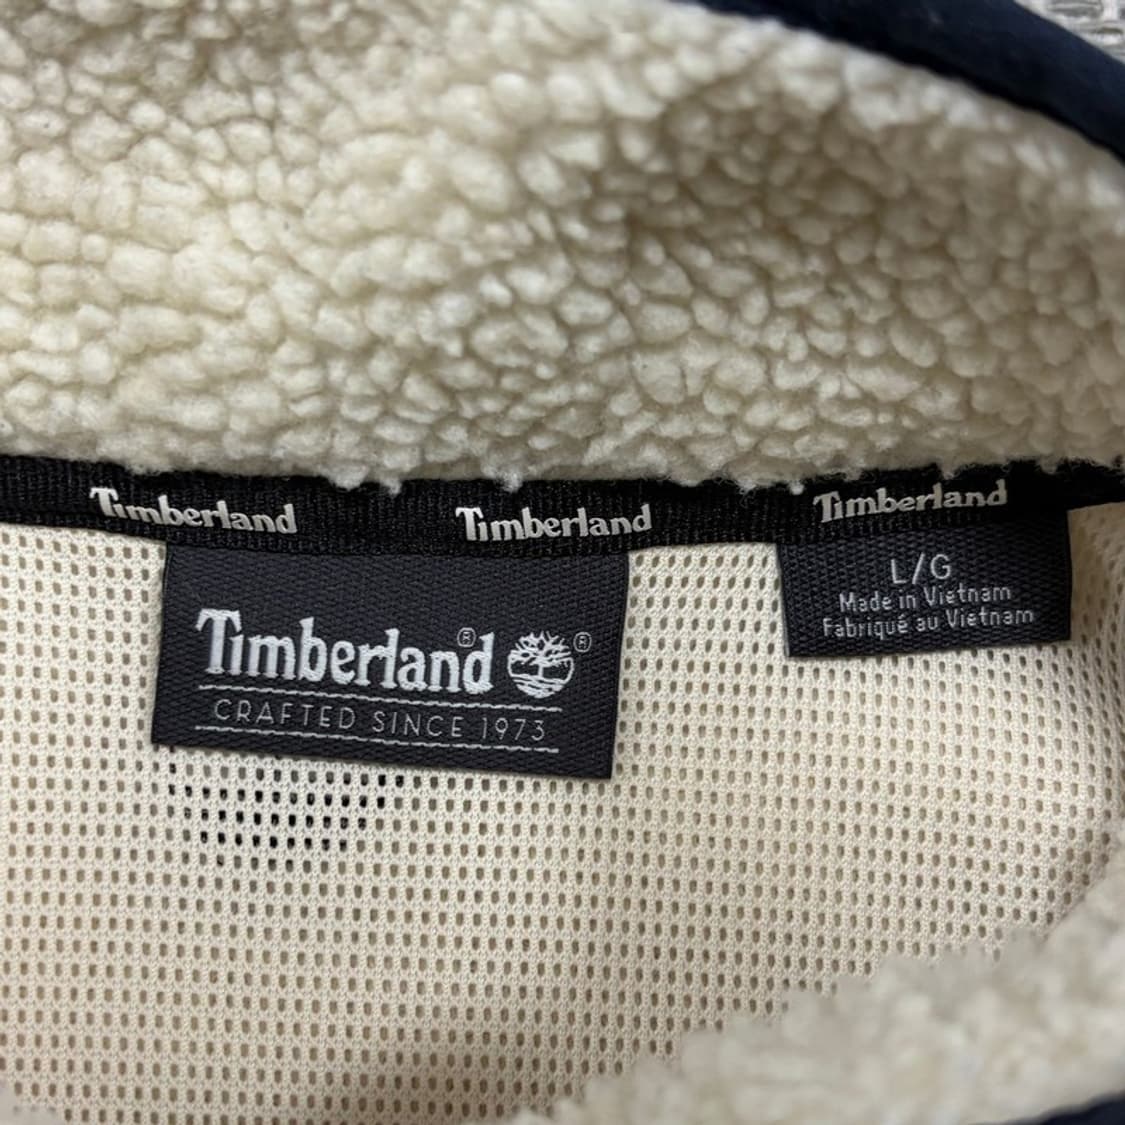 Timberland Timberland Timberland
Timberland® ®
CRAFTED SINCE 1973
L/G
Made in Vietnam
Fabriqué au Vietnam